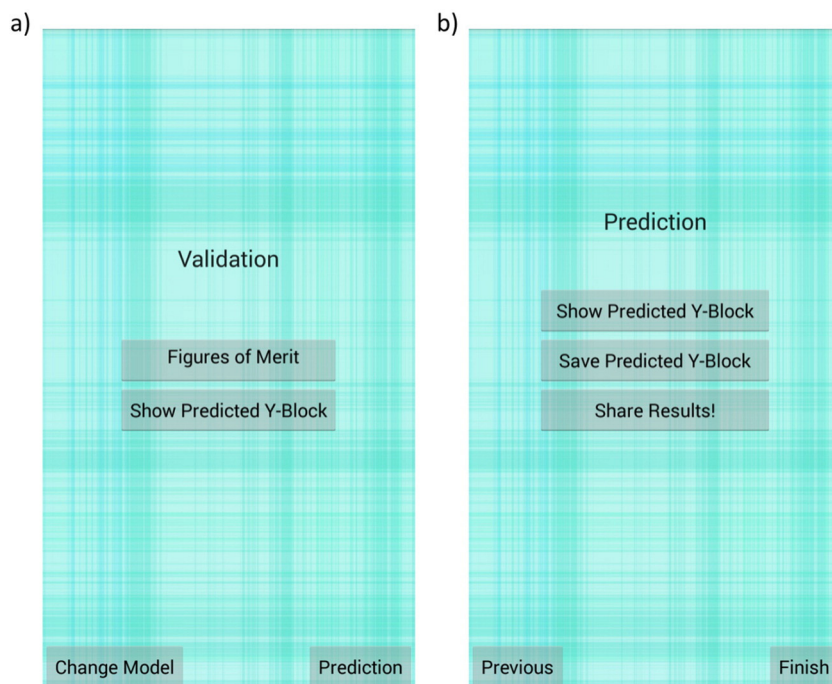 a)
Validation
Figures of Merit
Show Predicted Y-Block
Change Model
Prediction
b)
Prediction
Show Predicted Y-Block
Save Predicted Y-Block
Share Results!
Previous
Finish